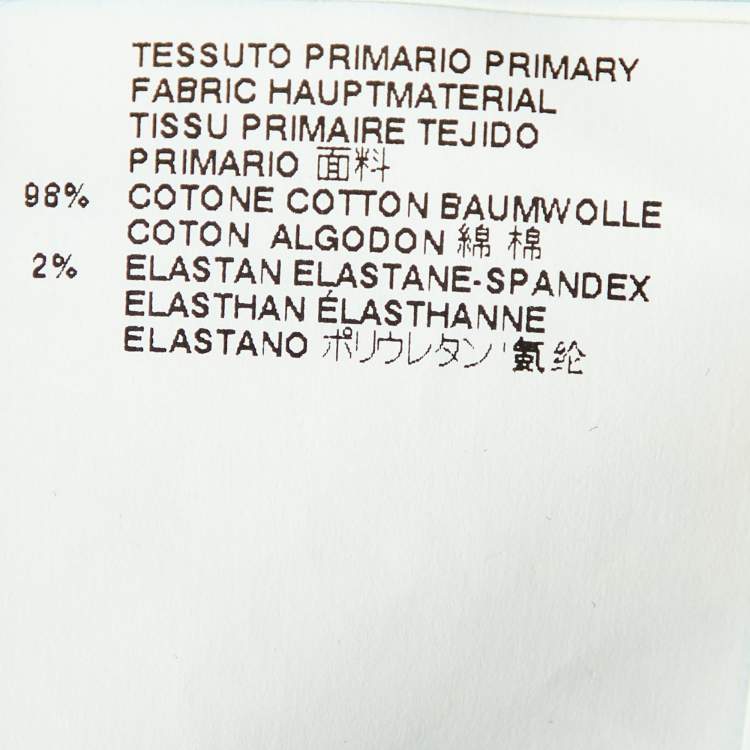 TESSUTO PRIMARIO PRIMARY
FABRIC HAUPTMATERIAL
TISSU PRIMAIRE TEJIDO
PRIMARIO 面料
98% COTONE COTTON BAUMWOLLE
COTON ALGODON 綿 棉
2% ELASTAN ELASTANE-SPANDEX
ELASTHAN ÉLASTHANNE
ELASTANO ポリウレタン 氨纶